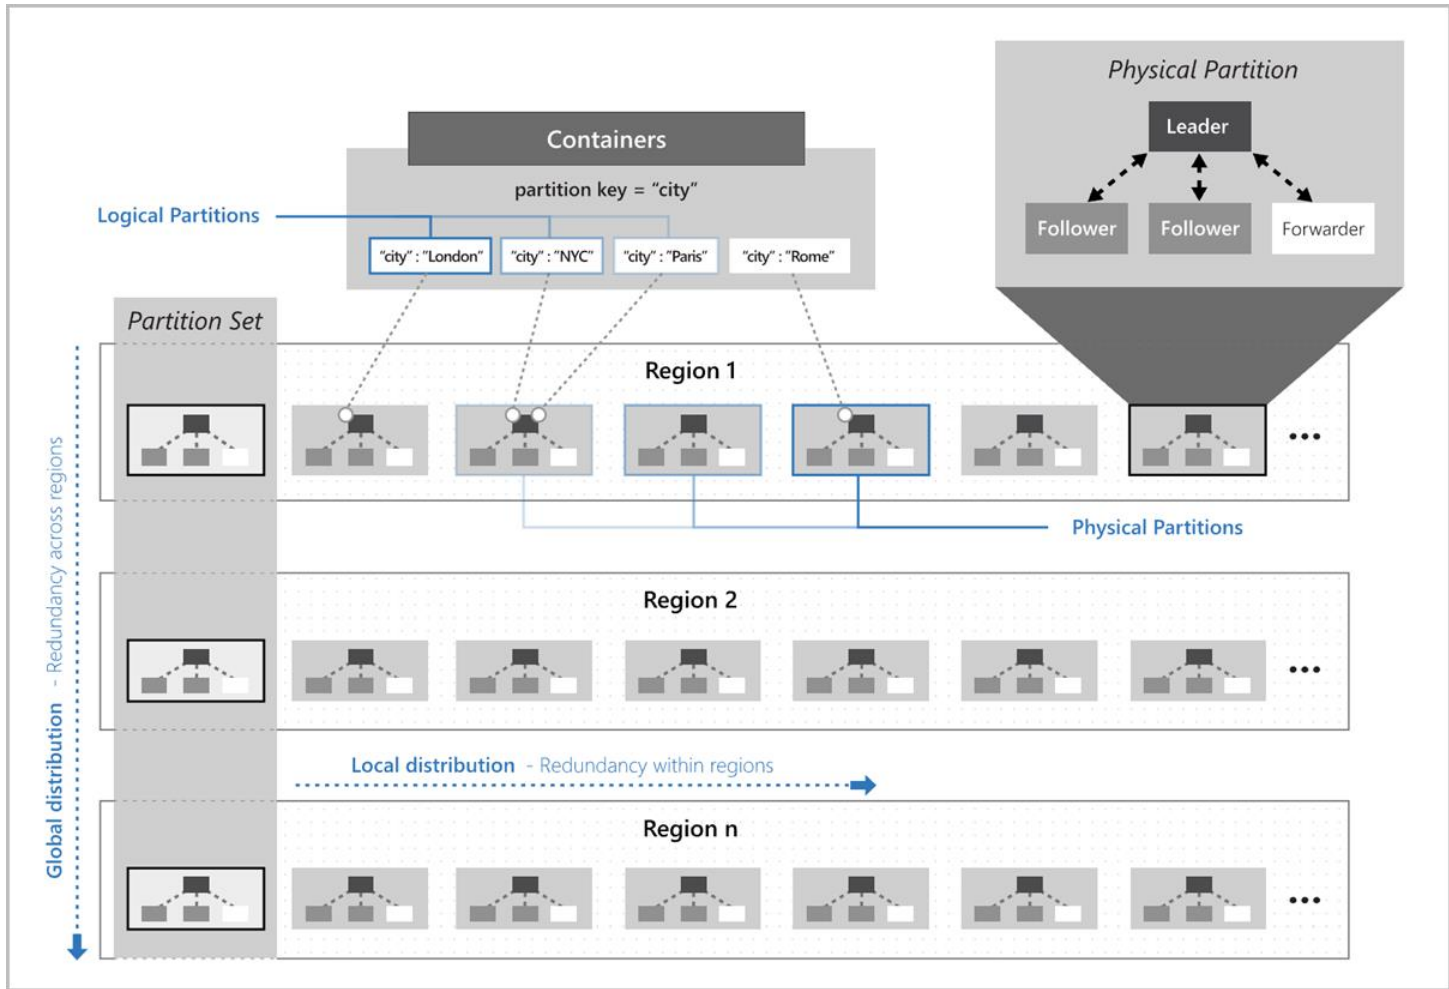 Physical Partition
Leader
Follower
Follower
Forwarder
Containers
partition key = “city”
Logical Partitions
“city” : “London”
“city” : “NYC”
“city” : “Paris”
“city” : “Rome”
Partition Set
Region 1
...
Physical Partitions
Region 2
...
Local distribution - Redundancy within regions
Region n
...
Global distribution - Redundancy across regions